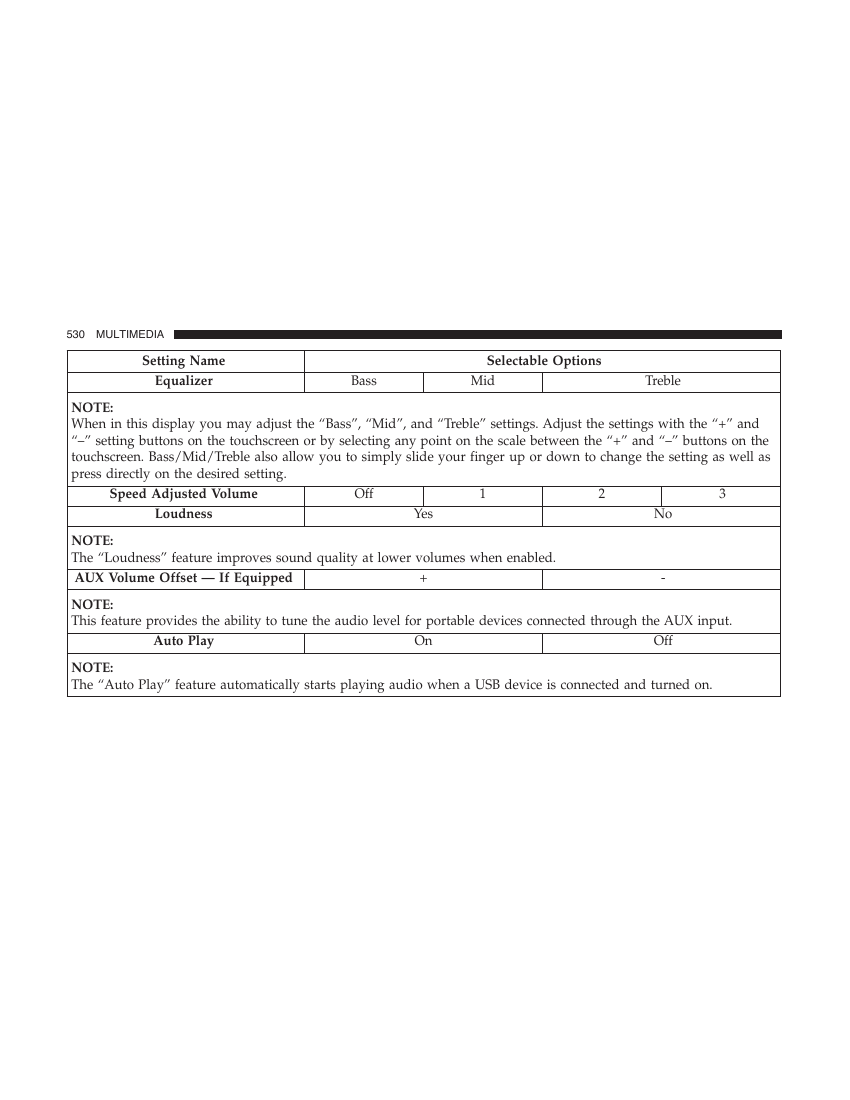 530 MULTIMEDIA
Setting Name Selectable Options
Equalizer Bass Mid Treble
NOTE:
When in this display you may adjust the “Bass”, “Mid”, and “Treble” settings. Adjust the settings with the “+” and
“–” setting buttons on the touchscreen or by selecting any point on the scale between the “+” and “–” buttons on the
touchscreen. Bass/Mid/Treble also allow you to simply slide your finger up or down to change the setting as well as
press directly on the desired setting.
Speed Adjusted Volume Off 1 2 3
Loudness Yes No
NOTE:
The “Loudness” feature improves sound quality at lower volumes when enabled.
AUX Volume Offset — If Equipped + -
NOTE:
This feature provides the ability to tune the audio level for portable devices connected through the AUX input.
Auto Play On Off
NOTE:
The “Auto Play” feature automatically starts playing audio when a USB device is connected and turned on.